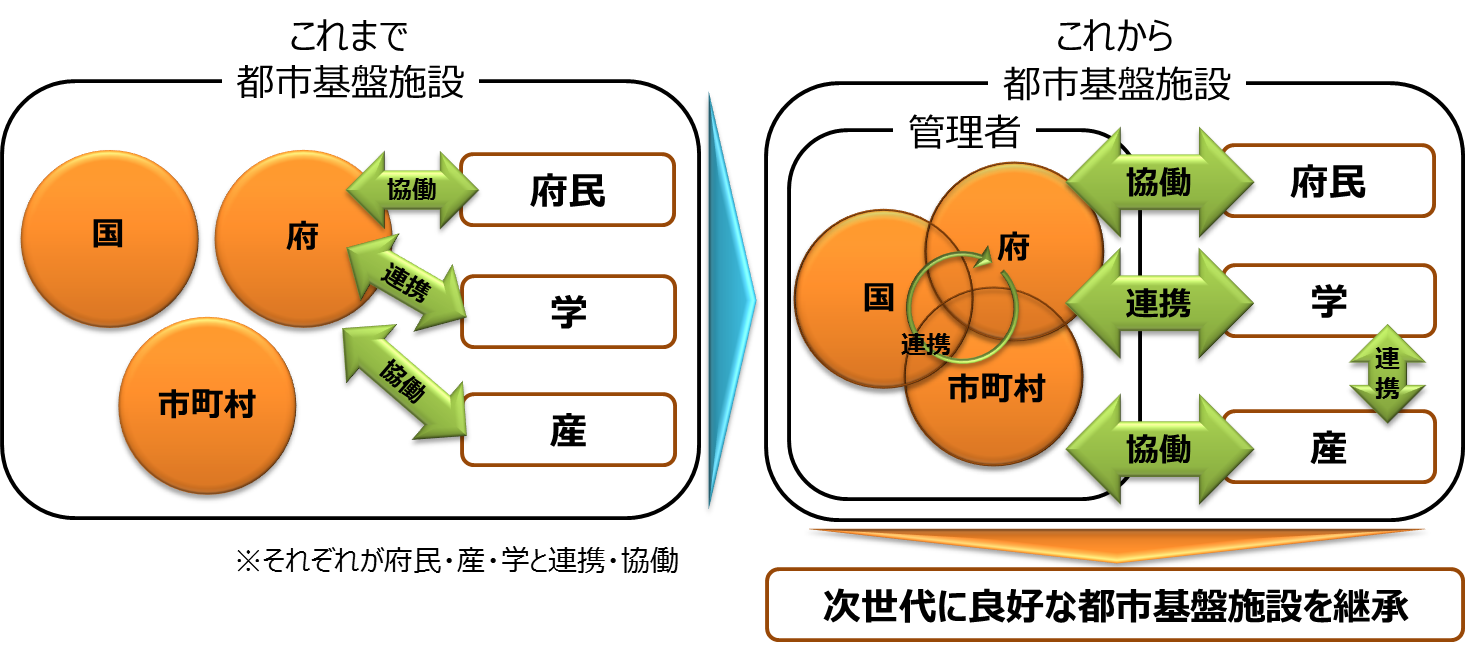 これまで
都市基盤施設
国
府
市町村
協働
連携
協働
府民
学
産
※それぞれが府民・産・学と連携・協働
これから
都市基盤施設
管理者
国
府
市町村
連携
協働
連携
協働
府民
学
連携
産
次世代に良好な都市基盤施設を継承